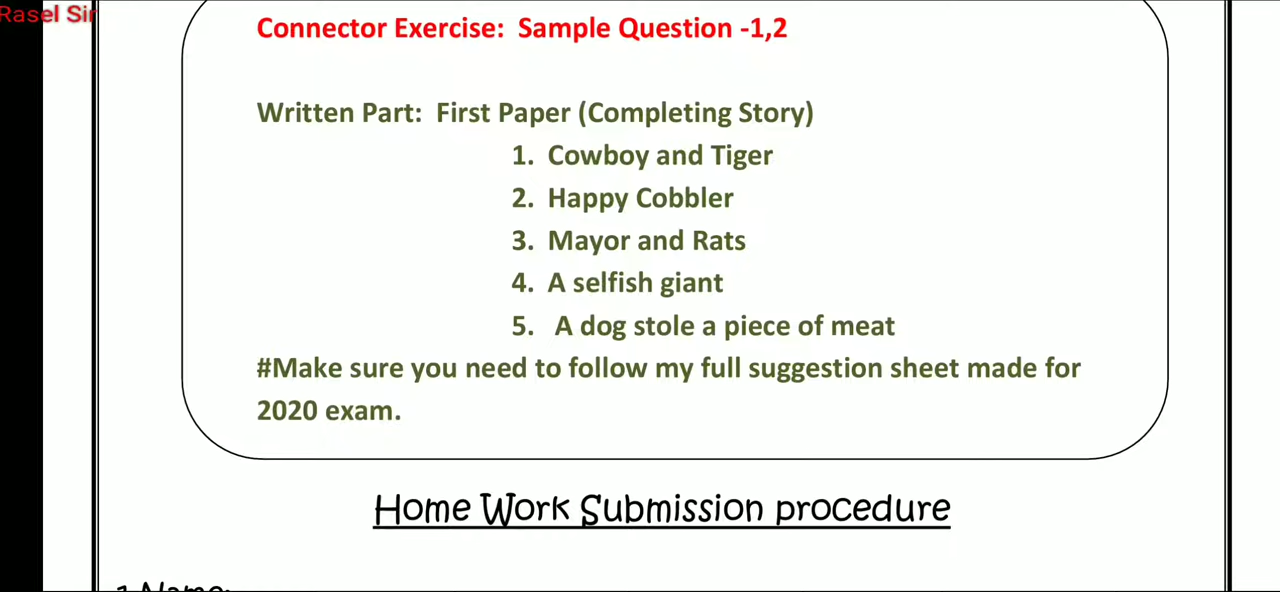 Rasel Sir
Connector Exercise: Sample Question -1,2
Written Part: First Paper (Completing Story)
1. Cowboy and Tiger
2. Happy Cobbler
3. Mayor and Rats
4. A selfish giant
5. A dog stole a piece of meat
#Make sure you need to follow my full suggestion sheet made for
2020 exam.
Home Work Submission procedure
1.Name: